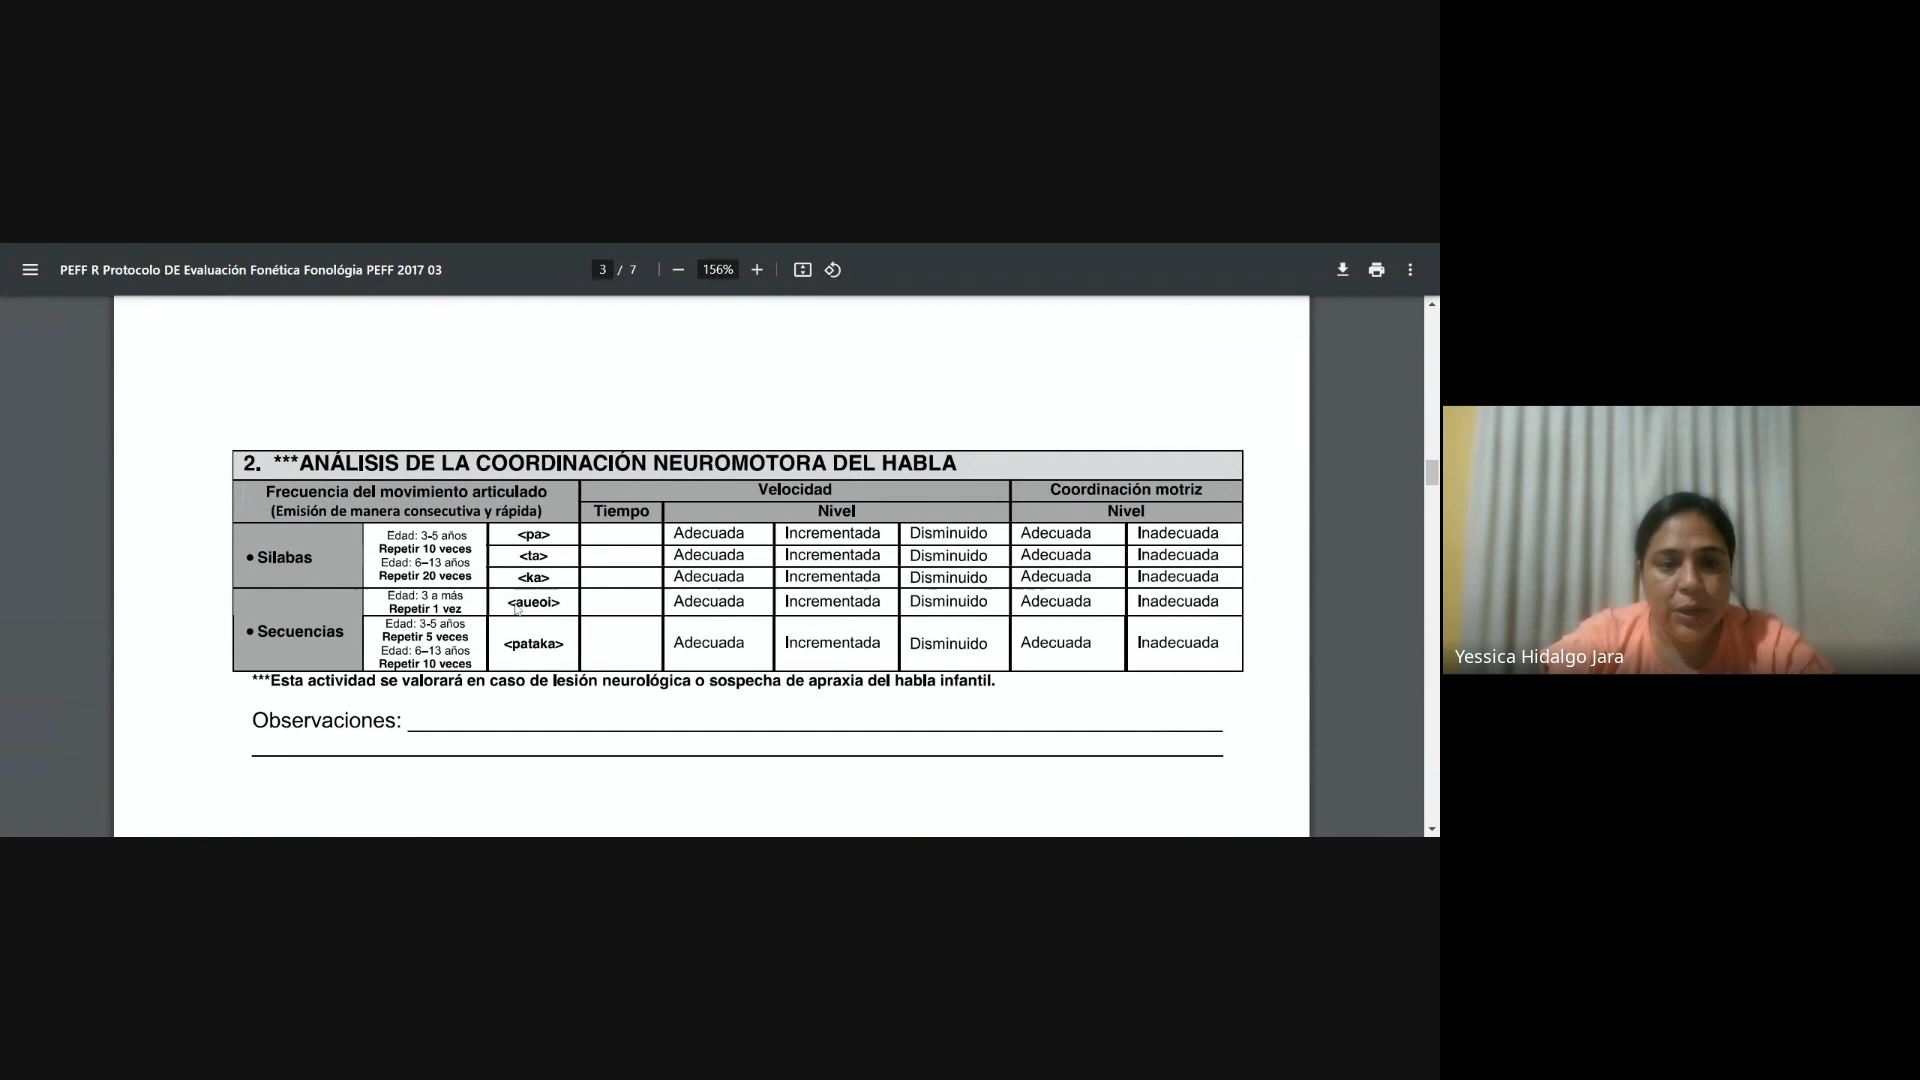 PEFF R Protocolo DE Evaluación Fonética Fonológia PEFF 2017 03
3 / 7
156%
2. ***ANÁLISIS DE LA COORDINACIÓN NEUROMOTORA DEL HABLA
Frecuencia del movimiento articulado
(Emisión de manera consecutiva y rápida)
Velocidad
Coordinación motriz
Tiempo
Nivel
Nivel
• Silabas
Edad: 3-5 años
Repetir 10 veces
Edad: 6–13 años
Repetir 20 veces
<pa>
Adecuada Incrementada Disminuido Adecuada Inadecuada
<ta>
Adecuada Incrementada Disminuido Adecuada Inadecuada
<ka>
Adecuada Incrementada Disminuido Adecuada Inadecuada
• Secuencias
Edad: 3 a más
Repetir 1 vez
<aueoi>
Adecuada Incrementada Disminuido Adecuada Inadecuada
Edad: 3-5 años
Repetir 5 veces
Edad: 6–13 años
Repetir 10 veces
<pataka>
Adecuada Incrementada Disminuido Adecuada Inadecuada
***Esta actividad se valorará en caso de lesión neurológica o sospecha de apraxia del habla infantil.
Observaciones:
Yessica Hidalgo Jara